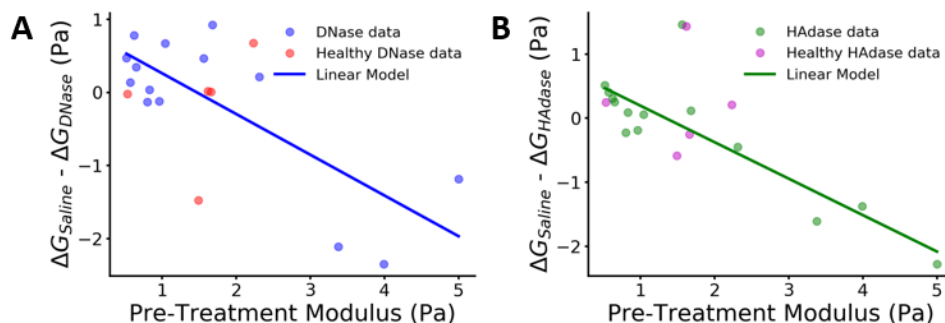 A
ΔG_Saline - ΔG_DNase (Pa)
1
0
−1
−2
DNase data
Healthy DNase data
Linear Model
1 2 3 4 5
Pre-Treatment Modulus (Pa)
B
ΔG_Saline - ΔG_HAdase (Pa)
1
0
−1
−2
HAdase data
Healthy HAdase data
Linear Model
1 2 3 4 5
Pre-Treatment Modulus (Pa)